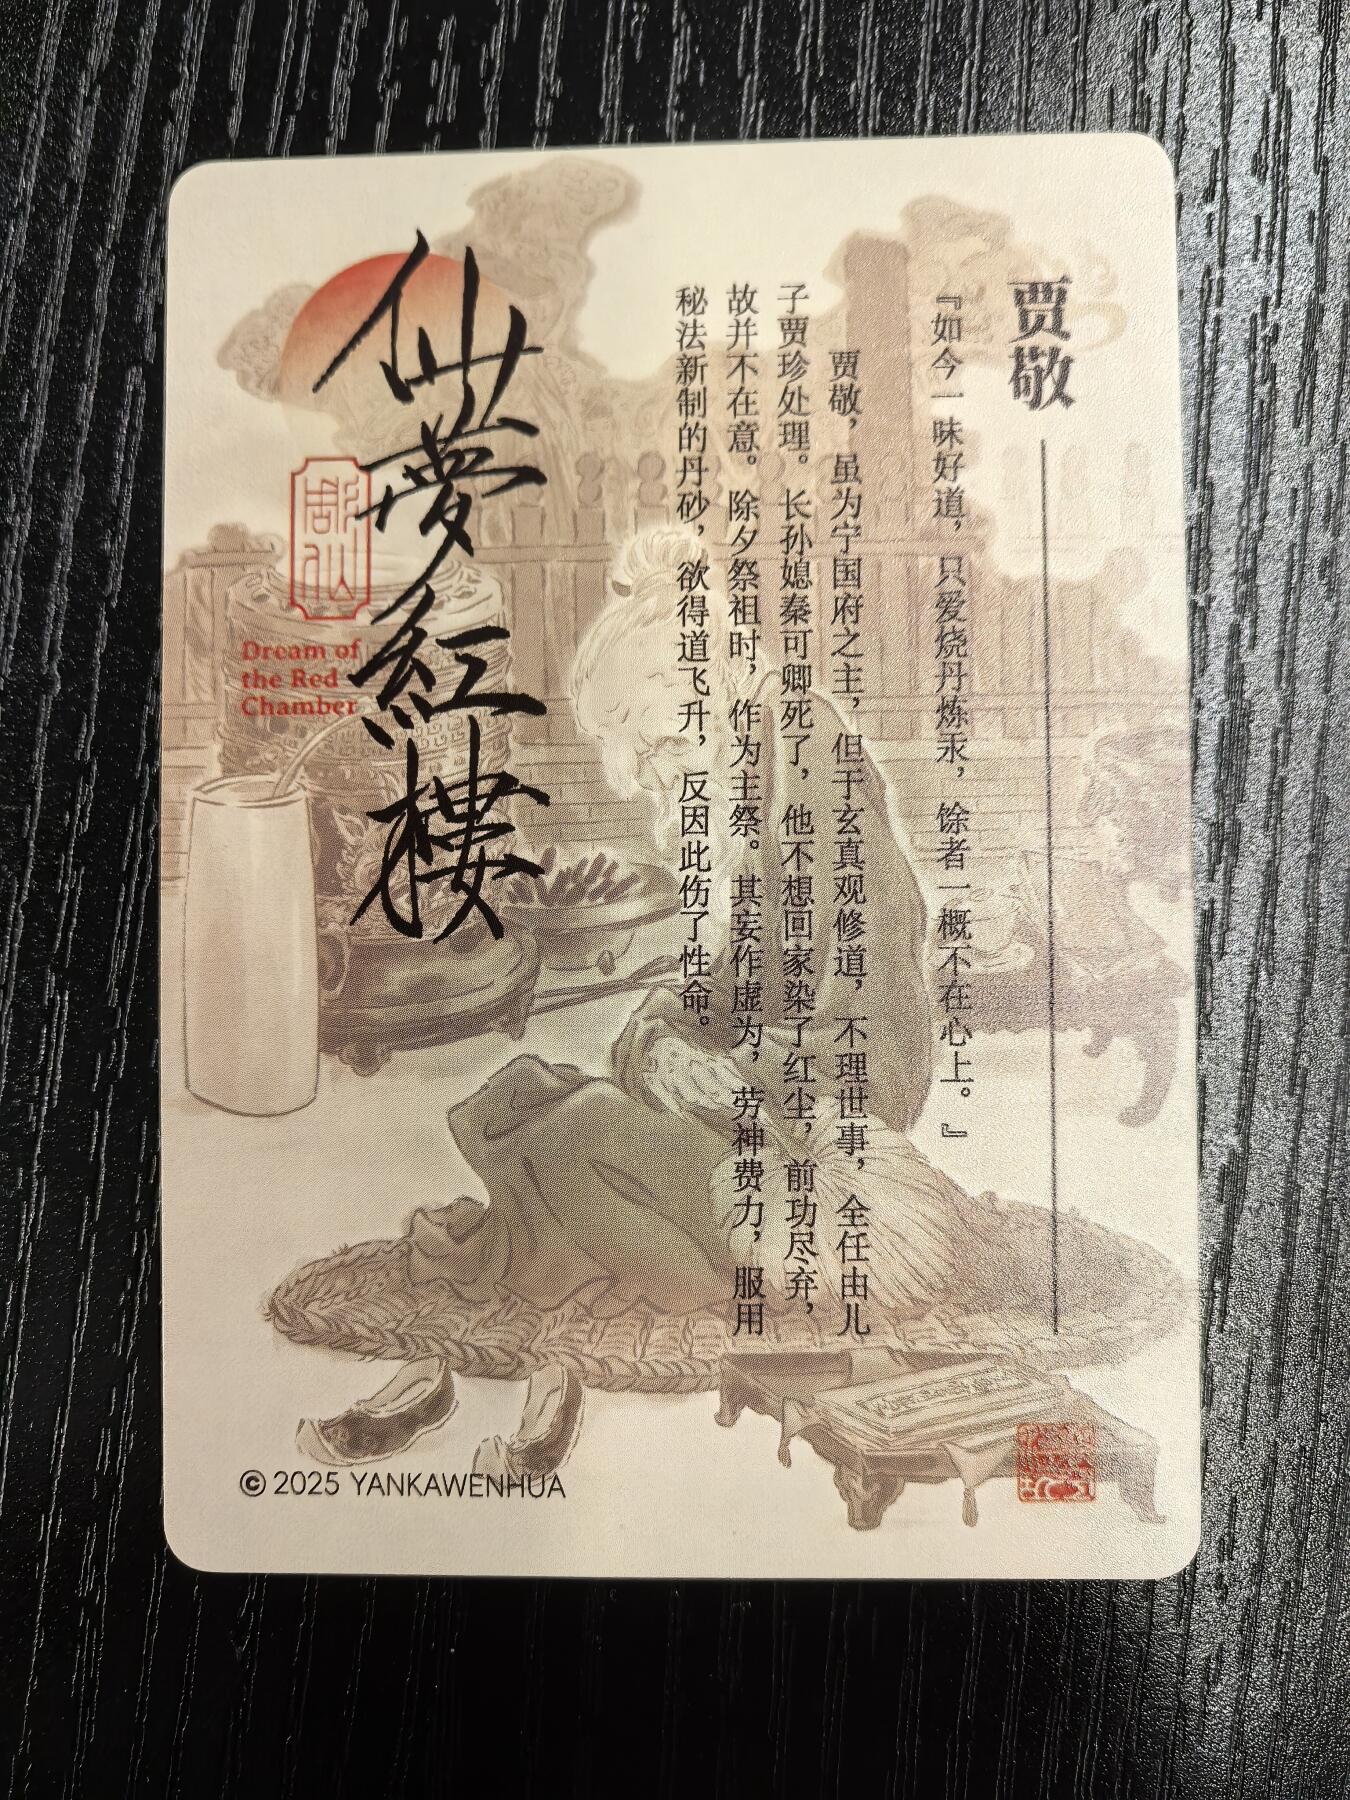 贾敬
『如今一味好道，只爱烧丹炼汞，馀者一概不在心上。』
贾敬，虽为宁国府之主，但于玄真观修道，不理世事，全任由儿
子贾珍处理。长孙媳秦可卿死了，他不想回家染了红尘，前功尽弃，
故并不在意。除夕祭祖时，作为主祭。其妄作虚为，劳神费力，服用
秘法新制的丹砂，欲得道飞升，反因此伤了性命。
仙夢紅樓
Dream of
the Red
Chamber
© 2025 YANKAWENHUA